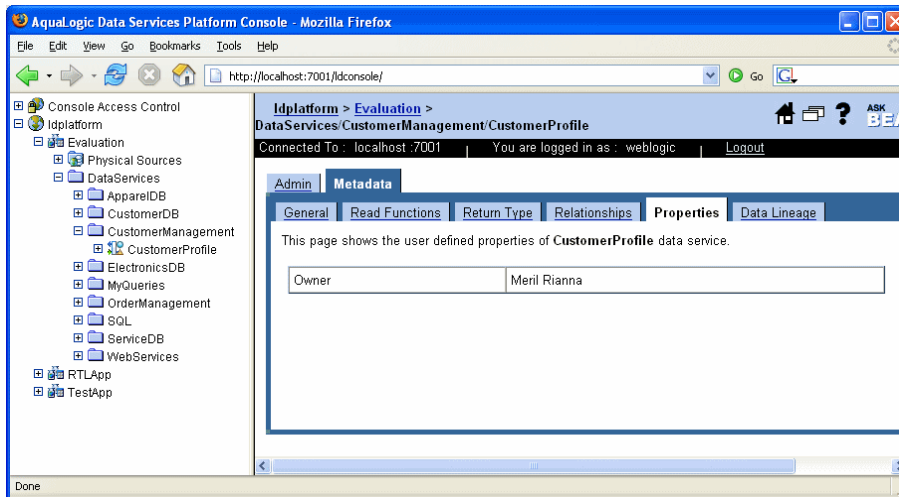 AquaLogic Data Services Platform Console - Mozilla Firefox
File Edit View Go Bookmarks Tools Help
http://localhost:7001/ldconsole/ Go
Console Access Control
ldplatform
Evaluation
Physical Sources
DataServices
ApparelDB
CustomerDB
CustomerManagement
CustomerProfile
ElectronicsDB
MyQueries
OrderManagement
SQL
ServiceDB
WebServices
RTLApp
TestApp
ldplatform > Evaluation >
DataServices/CustomerManagement/CustomerProfile
? ASK
BEA
Connected To : localhost :7001 | You are logged in as : weblogic | Logout
Admin Metadata
General Read Functions Return Type Relationships Properties Data Lineage
This page shows the user defined properties of CustomerProfile data service.
Owner Meril Rianna
Done